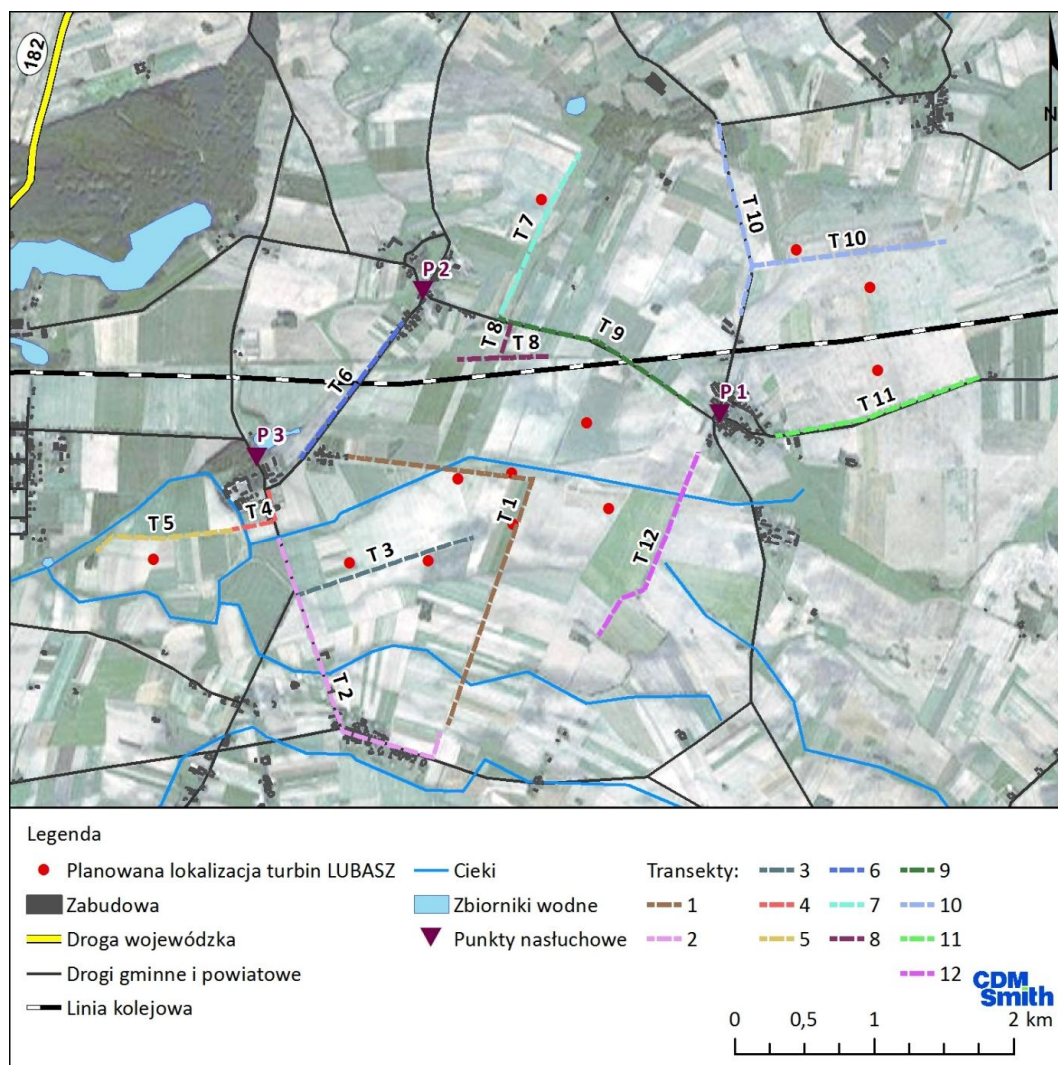 182
N
T 10
T 7
T 10
P 2
T 8
T 8
T 9
T 6
P 1
T 11
P 3
T 1
T 4
T 5
T 12
T 3
T 2
Legenda
Planowana lokalizacja turbin LUBASZ
Zabudowa
Droga wojewódzka
Drogi gminne i powiatowe
Linia kolejowa
Cieki
Zbiorniki wodne
Punkty nasłuchowe
Transekty:
1
2
3
4
5
6
7
8
9
10
11
12
CDM
Smith
0 0,5 1 2 km